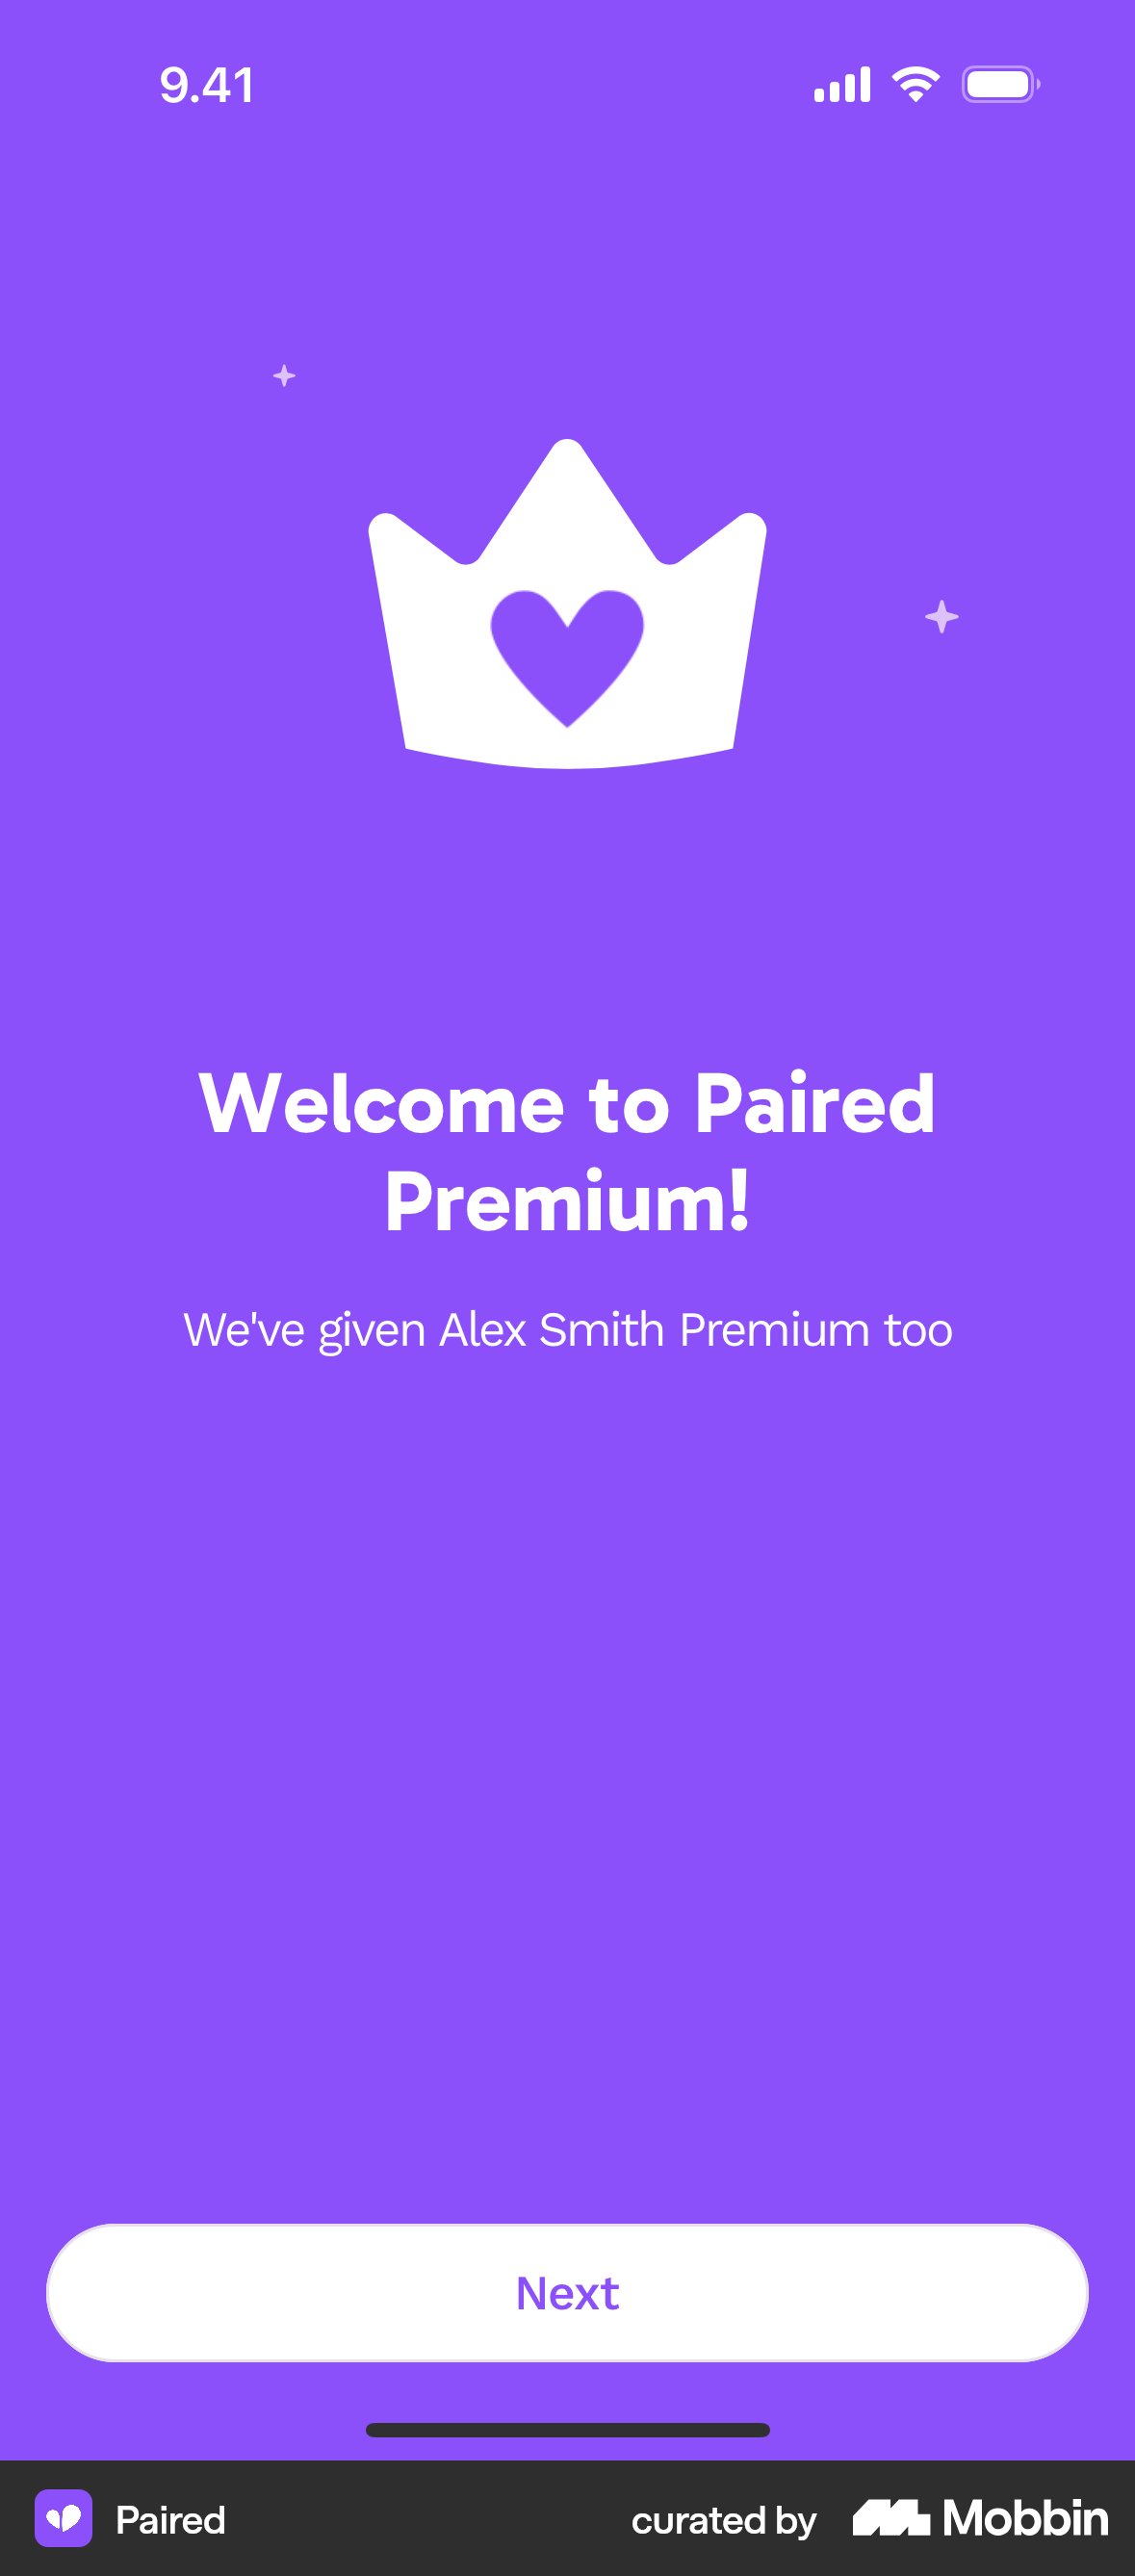 9.41
Welcome to Paired
Premium!
We've given Alex Smith Premium too
Next
Paired
curated by Mobbin